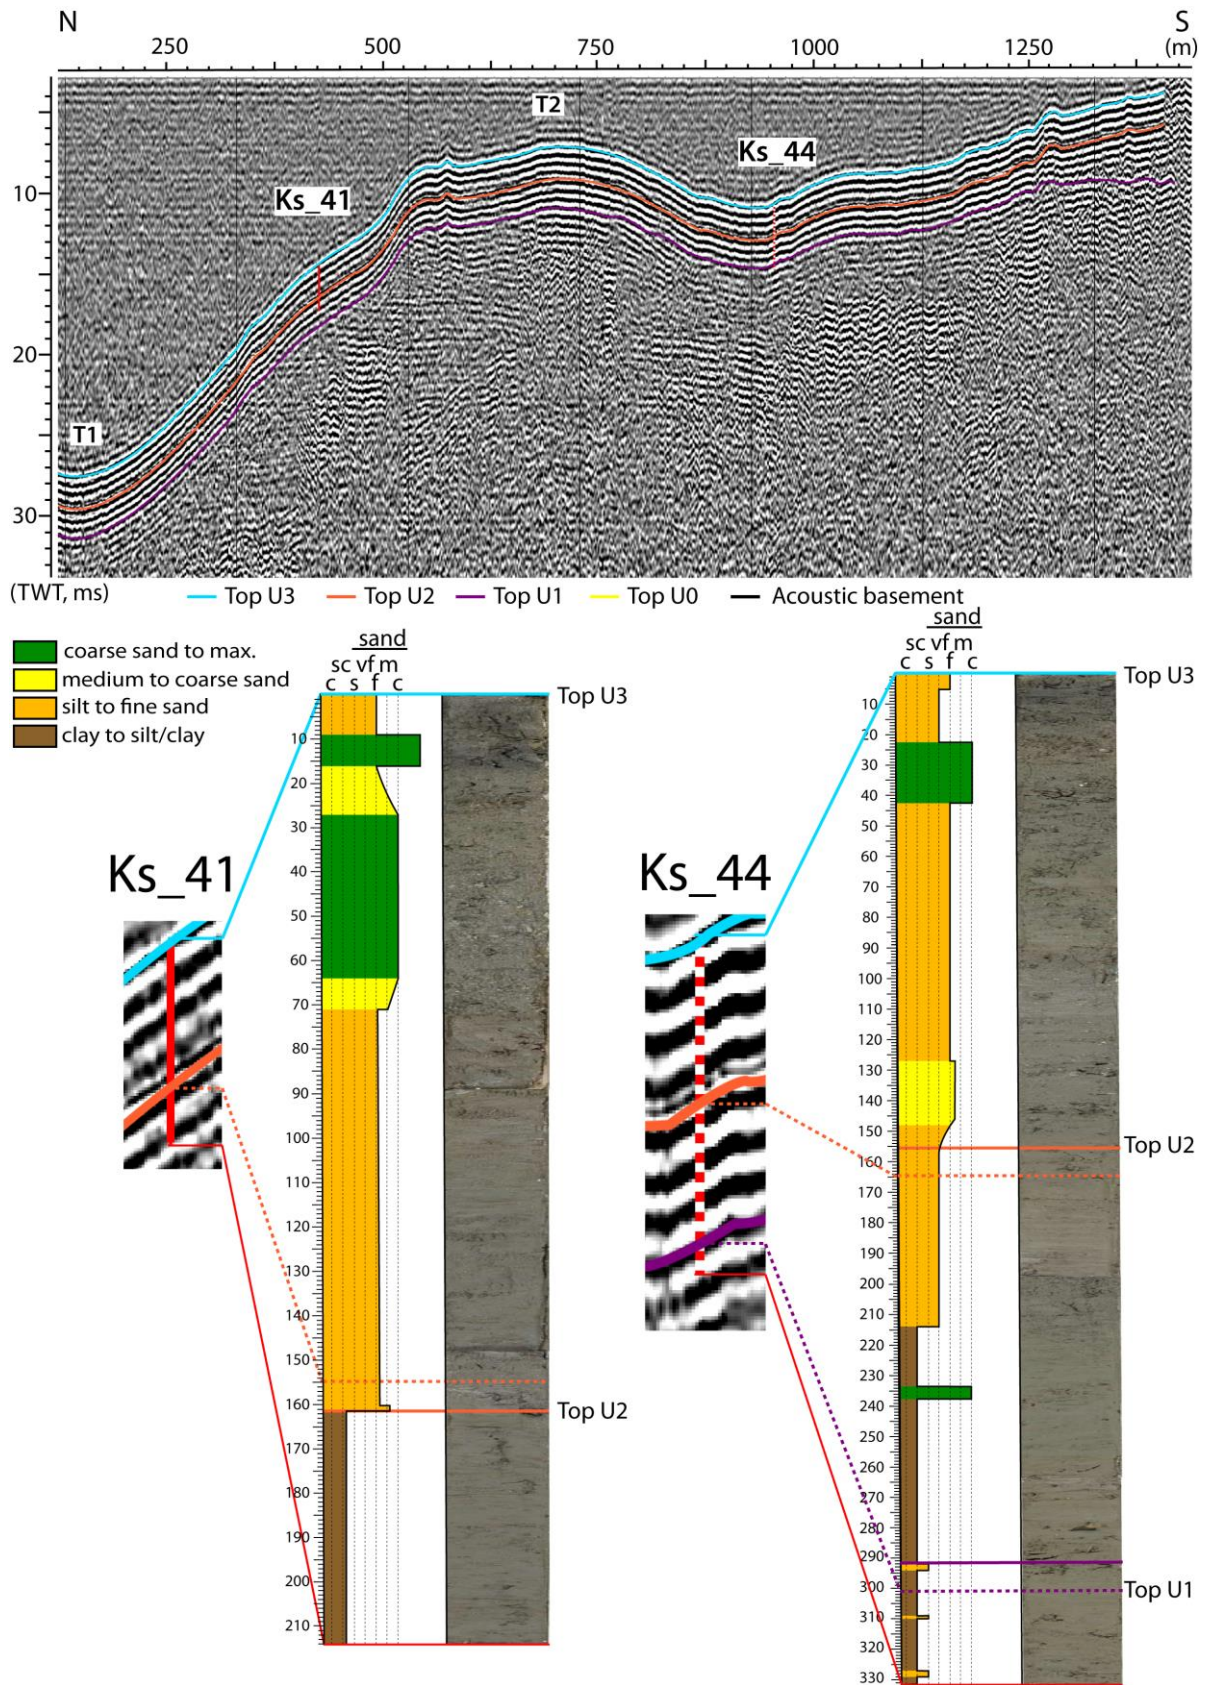 N S
250 500 750 1000 1250 (m)
T2
Ks_44
10
Ks_41
20
T1
30
(TWT, ms) Top U3 Top U2 Top U1 Top U0 Acoustic basement
coarse sand to max.
medium to coarse sand
silt to fine sand
clay to silt/clay
sand
sc vf m
c s f c
Top U3
10
20
30
40
50
60
70
80
90
100
110
120
130
140
150
160
Top U2
170
180
190
200
210
Ks_41
sand
sc vf m
c s f c
Top U3
10
20
30
40
50
60
70
80
90
100
110
120
130
140
150
Top U2
160
170
180
190
200
210
220
230
240
250
260
270
280
290
300
Top U1
310
320
330
Ks_44